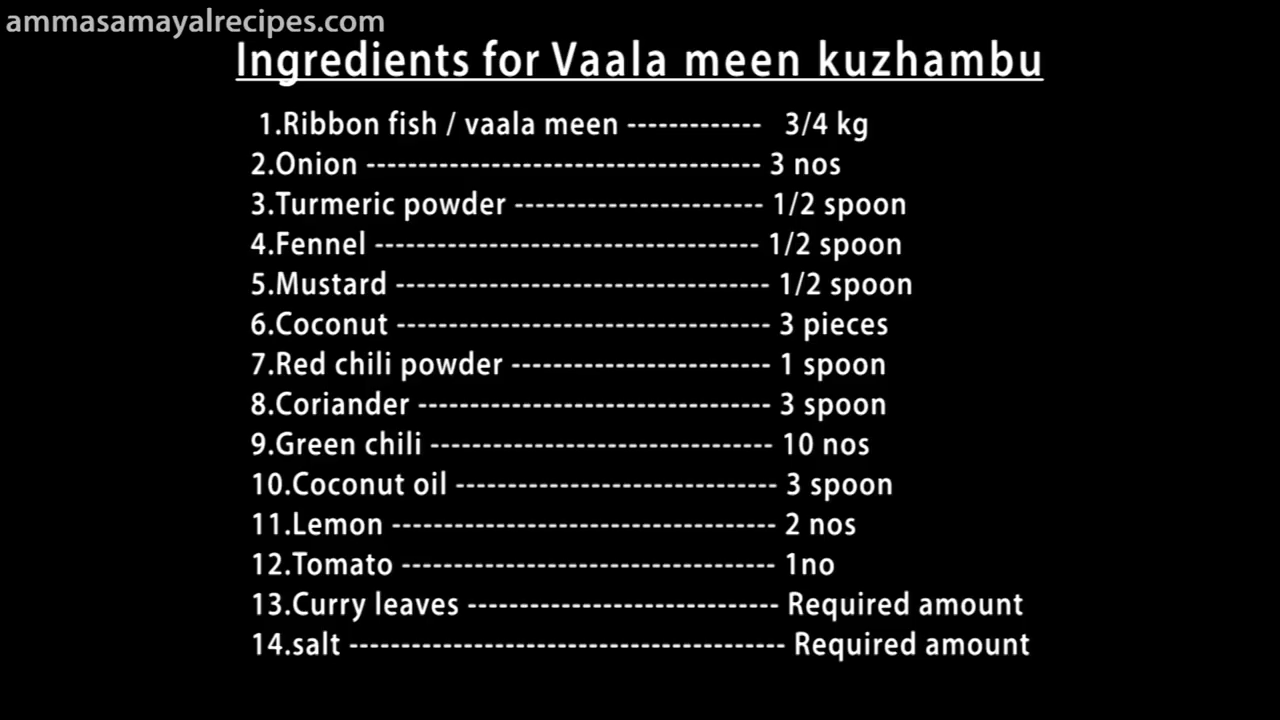 ammasamayalrecipes.com
Ingredients for Vaala meen kuzhambu
1.Ribbon fish / vaala meen ------------- 3/4 kg
2.Onion -------------------------------------- 3 nos
3.Turmeric powder ------------------------ 1/2 spoon
4.Fennel ------------------------------------- 1/2 spoon
5.Mustard ------------------------------------ 1/2 spoon
6.Coconut ------------------------------------ 3 pieces
7.Red chili powder ------------------------- 1 spoon
8.Coriander ---------------------------------- 3 spoon
9.Green chili --------------------------------- 10 nos
10.Coconut oil ------------------------------- 3 spoon
11.Lemon ------------------------------------- 2 nos
12.Tomato ------------------------------------ 1no
13.Curry leaves ------------------------------ Required amount
14.salt ------------------------------------------ Required amount